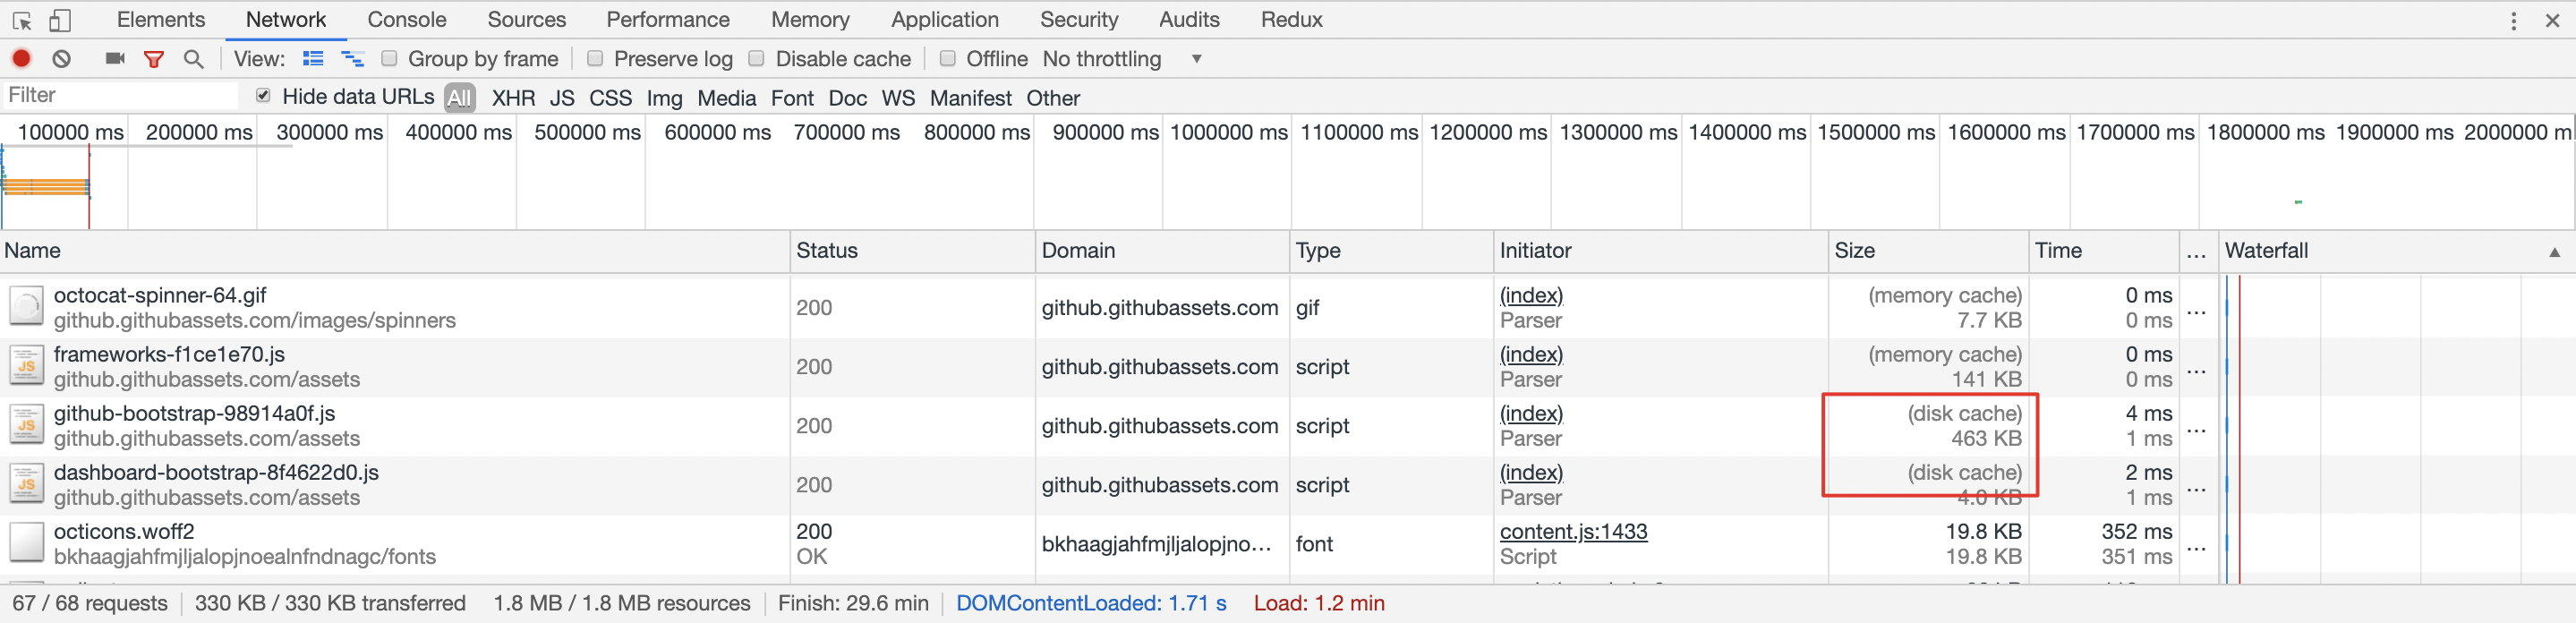 Elements Network Console Sources Performance Memory Application Security Audits Redux
View: Group by frame Preserve log Disable cache Offline No throttling
Filter Hide data URLs All XHR JS CSS Img Media Font Doc WS Manifest Other
100000 ms 200000 ms 300000 ms 400000 ms 500000 ms 600000 ms 700000 ms 800000 ms 900000 ms 1000000 ms 1100000 ms 1200000 ms 1300000 ms 1400000 ms 1500000 ms 1600000 ms 1700000 ms 1800000 ms 1900000 ms 2000000 m
Name Status Domain Type Initiator Size Time ... Waterfall
octocat-spinner-64.gif (index) (memory cache) 0 ms
200 github.githubassets.com gif ...
github.githubassets.com/images/spinners Parser 7.7 KB 0 ms
frameworks-f1ce1e70.js (index) (memory cache) 0 ms
200 github.githubassets.com script ...
github.githubassets.com/assets Parser 141 KB 0 ms
github-bootstrap-98914a0f.js (index) (disk cache) 4 ms
200 github.githubassets.com script ...
github.githubassets.com/assets Parser 463 KB 1 ms
dashboard-bootstrap-8f4622d0.js (index) (disk cache) 2 ms
200 github.githubassets.com script ...
github.githubassets.com/assets Parser 4.0 KB 1 ms
octicons.woff2 200 content.js:1433 19.8 KB 352 ms
bkhaagjahfmjljalopjno... font ...
bkhaagjahfmjljalopjnoealnfndnagc/fonts OK Script 19.8 KB 351 ms
67 / 68 requests 330 KB / 330 KB transferred 1.8 MB / 1.8 MB resources Finish: 29.6 min DOMContentLoaded: 1.71 s Load: 1.2 min